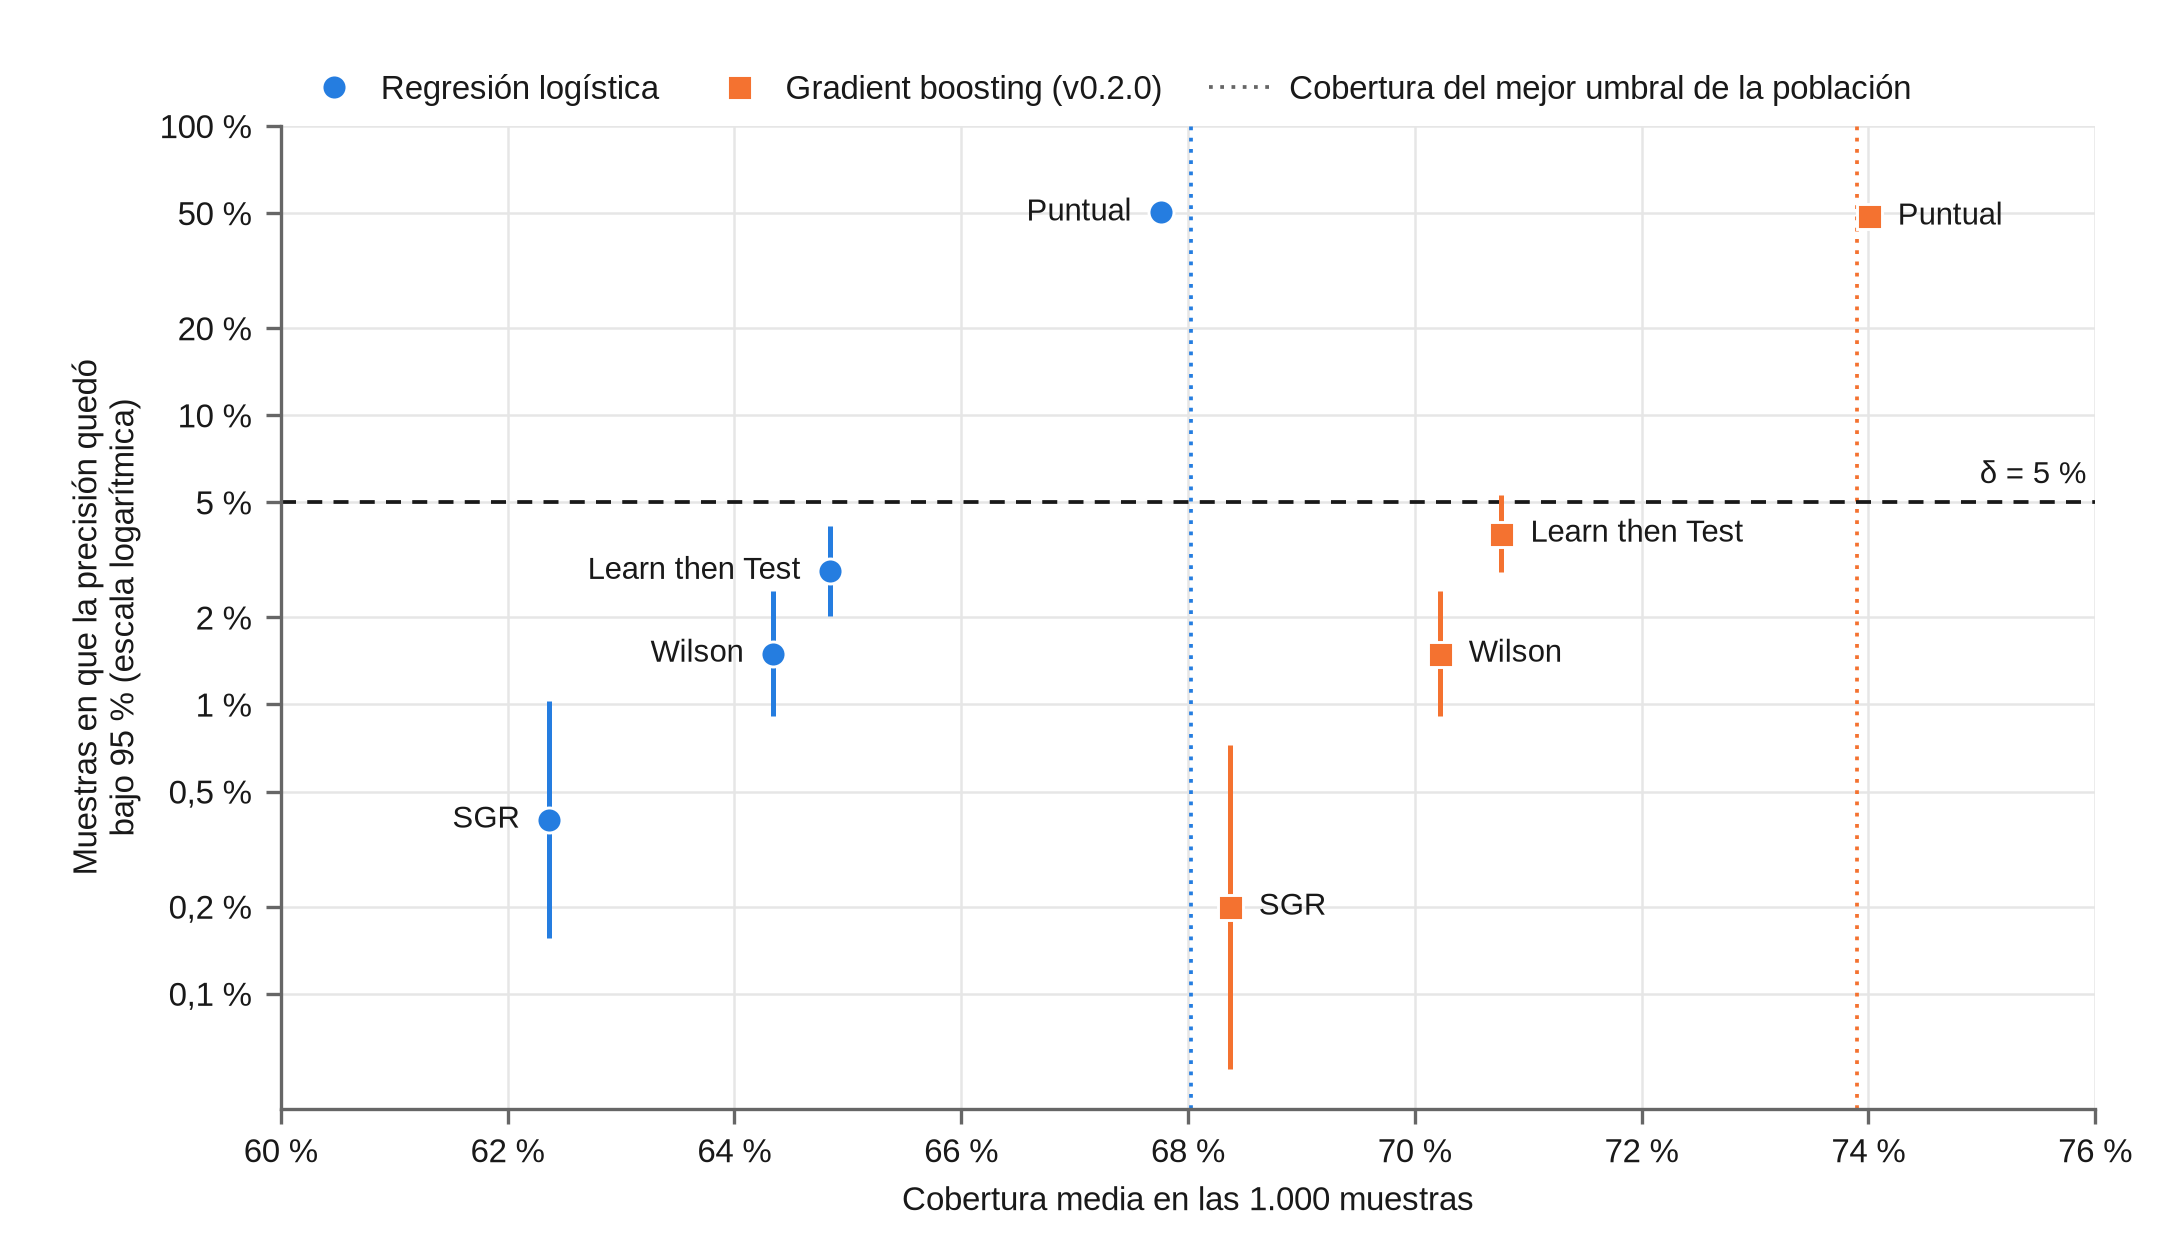 Regresión logística
Gradient boosting (v0.2.0)
Cobertura del mejor umbral de la población
100 %
50 %
20 %
10 %
5 %
2 %
1 %
0,5 %
0,2 %
0,1 %
Muestras en que la precisión quedó
bajo 95 % (escala logarítmica)
Puntual
Puntual
δ = 5 %
Learn then Test
Learn then Test
Wilson
Wilson
SGR
SGR
60 %
62 %
64 %
66 %
68 %
70 %
72 %
74 %
76 %
Cobertura media en las 1.000 muestras